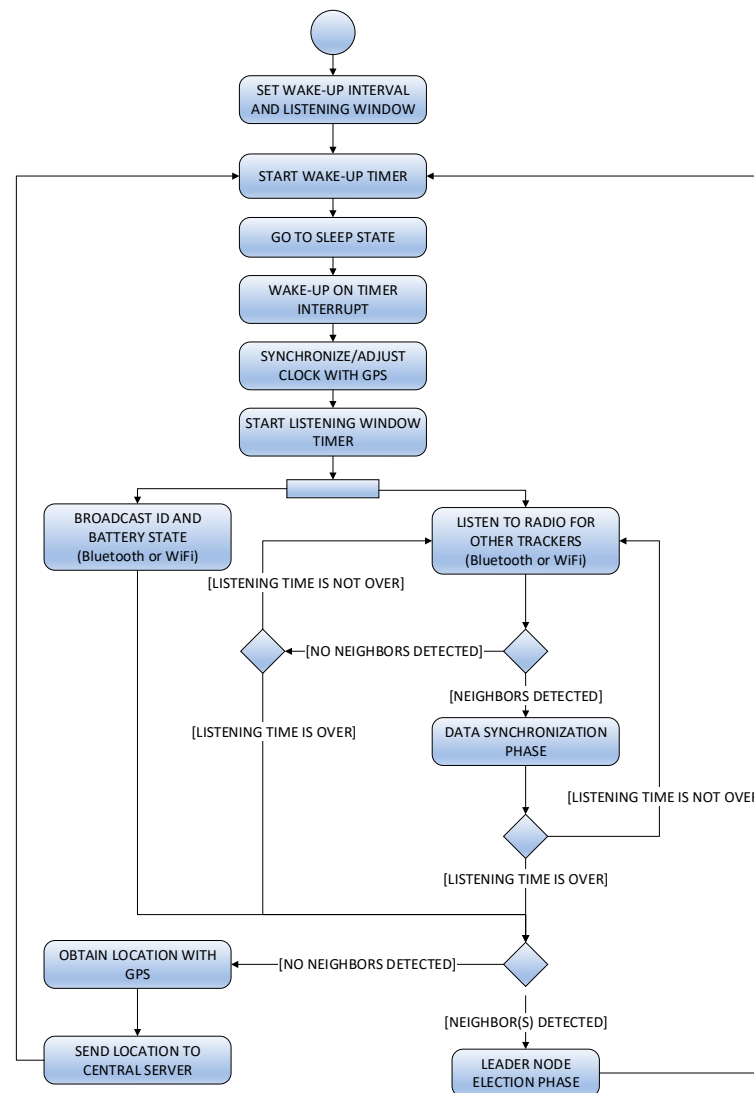 SET WAKE-UP INTERVAL
AND LISTENING WINDOW
START WAKE-UP TIMER
GO TO SLEEP STATE
WAKE-UP ON TIMER
INTERRUPT
SYNCHRONIZE/ADJUST
CLOCK WITH GPS
START LISTENING WINDOW
TIMER
BROADCAST ID AND
BATTERY STATE
(Bluetooth or WiFi)
LISTEN TO RADIO FOR
OTHER TRACKERS
(Bluetooth or WiFi)
[LISTENING TIME IS NOT OVER]
[NO NEIGHBORS DETECTED]
[NEIGHBORS DETECTED]
[LISTENING TIME IS OVER]
DATA SYNCHRONIZATION
PHASE
[LISTENING TIME IS NOT OVER
[LISTENING TIME IS OVER]
OBTAIN LOCATION WITH
GPS
[NO NEIGHBORS DETECTED]
[NEIGHBOR(S) DETECTED]
SEND LOCATION TO
CENTRAL SERVER
LEADER NODE
ELECTION PHASE